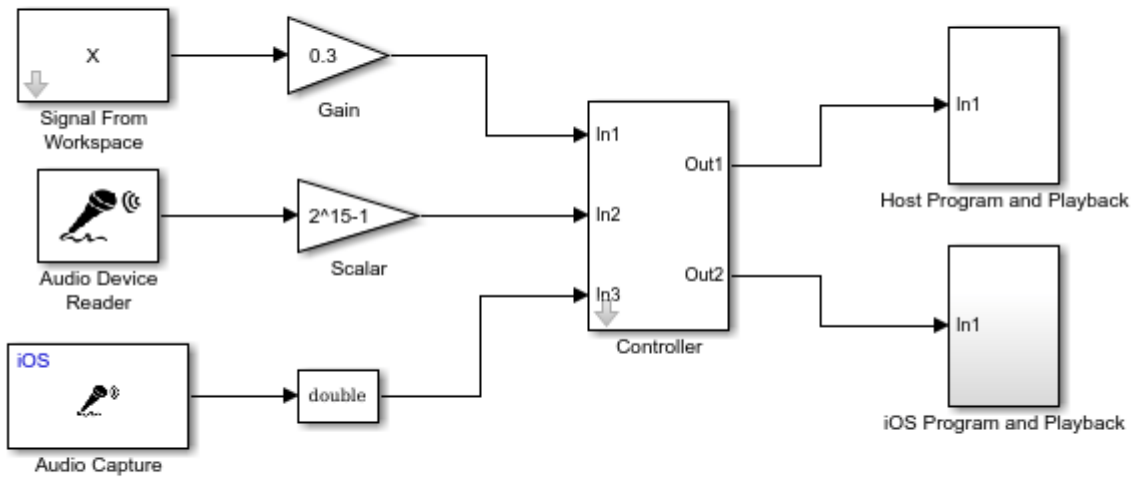 X
Signal From
Workspace
0.3
Gain
Audio Device
Reader
2^15-1
Scalar
iOS
Audio Capture
double
In1
In2
In3
Out1
Out2
Controller
In1
Host Program and Playback
In1
iOS Program and Playback